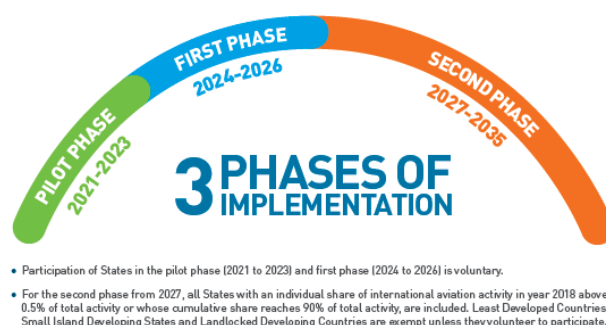 PILOT PHASE
2021-2023
FIRST PHASE
2024-2026
SECOND PHASE
2027-2035
3 PHASES OF
IMPLEMENTATION
• Participation of States in the pilot phase (2021 to 2023) and first phase (2024 to 2026) is voluntary.
• For the second phase from 2027, all States with an individual share of international aviation activity in year 2018 above
0.5% of total activity or whose cumulative share reaches 90% of total activity, are included. Least Developed Countries
Small Island Developing States and Landlocked Developing Countries are exempt unless they volunteer to participate